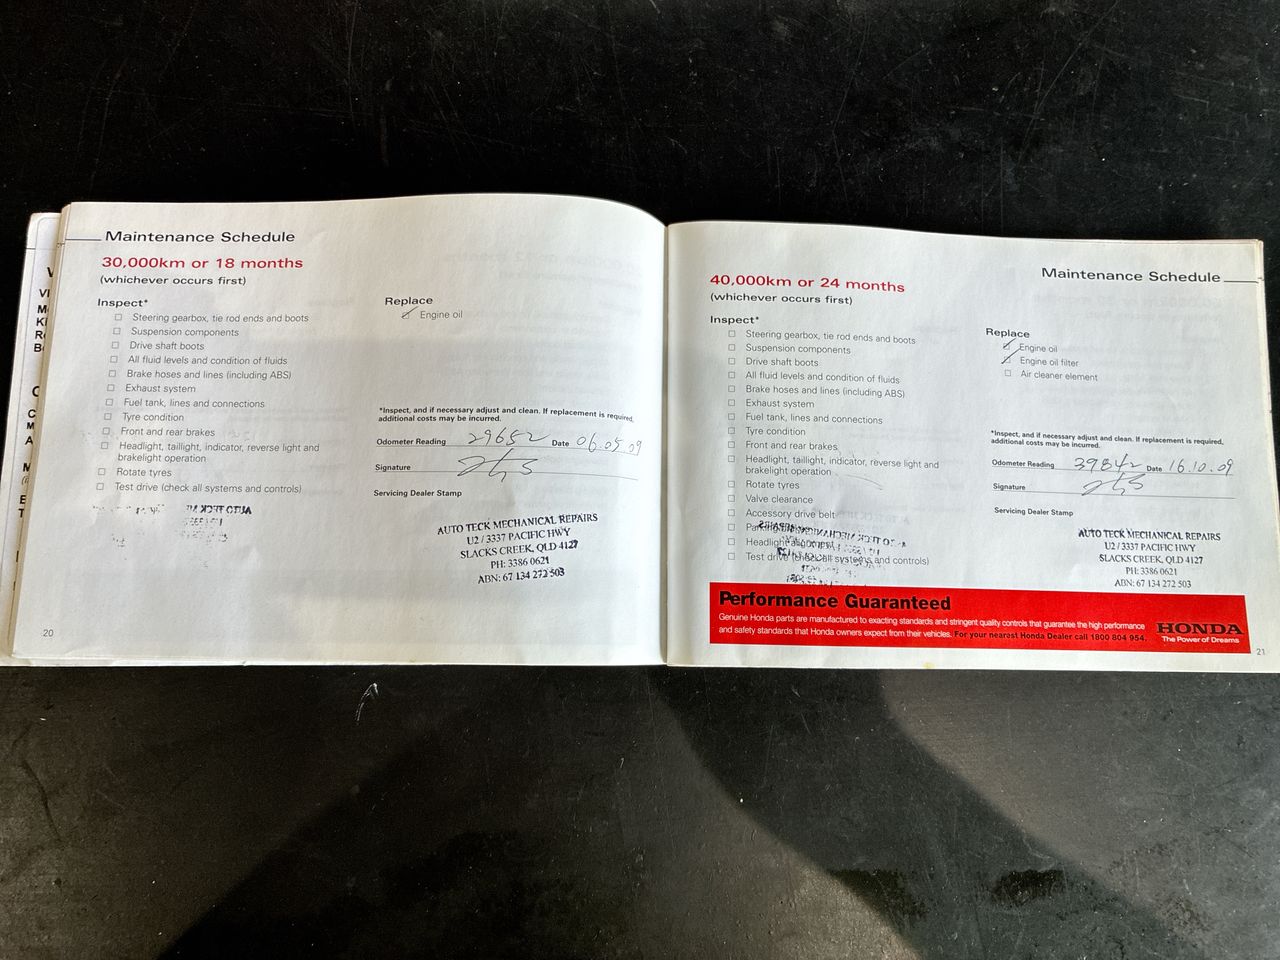 Maintenance Schedule
30,000km or 18 months
(whichever occurs first)
Inspect*
Steering gearbox, tie rod ends and boots
Suspension components
Drive shaft boots
All fluid levels and condition of fluids
Brake hoses and lines (including ABS)
Exhaust system
Fuel tank, lines and connections
Tyre condition
Front and rear brakes
Headlight, taillight, indicator, reverse light and
brakelight operation
Rotate tyres
Test drive (check all systems and controls)
Replace
Engine oil
*Inspect, and if necessary adjust and clean. If replacement is required,
additional costs may be incurred.
Odometer Reading 29652 Date 06.05.09
Signature
Servicing Dealer Stamp
AUTO TECK MECHANICAL REPAIRS
U2 / 3337 PACIFIC HWY
SLACKS CREEK, QLD 4127
PH: 3386 0621
ABN: 67 134 272 503
20
Maintenance Schedule
40,000km or 24 months
(whichever occurs first)
Inspect*
Steering gearbox, tie rod ends and boots
Suspension components
Drive shaft boots
All fluid levels and condition of fluids
Brake hoses and lines (including ABS)
Exhaust system
Fuel tank, lines and connections
Tyre condition
Front and rear brakes
Headlight, taillight, indicator, reverse light and
brakelight operation
Rotate tyres
Valve clearance
Accessory drive belt
Headlight
Test drive (check all systems and controls)
Replace
Engine oil
Engine oil filter
Air cleaner element
*Inspect, and if necessary adjust and clean. If replacement is required,
additional costs may be incurred.
Odometer Reading 39842 Date 16.10.09
Signature
Servicing Dealer Stamp
AUTO TECK MECHANICAL REPAIRS
U2 / 3337 PACIFIC HWY
SLACKS CREEK, QLD 4127
PH: 3386 0621
ABN: 67 134 272 503
Performance Guaranteed
Genuine Honda parts are manufactured to exacting standards and stringent quality controls that guarantee the high performance
and safety standards that Honda owners expect from their vehicles. For your nearest Honda Dealer call 1800 804 954.
HONDA
The Power of Dreams
21